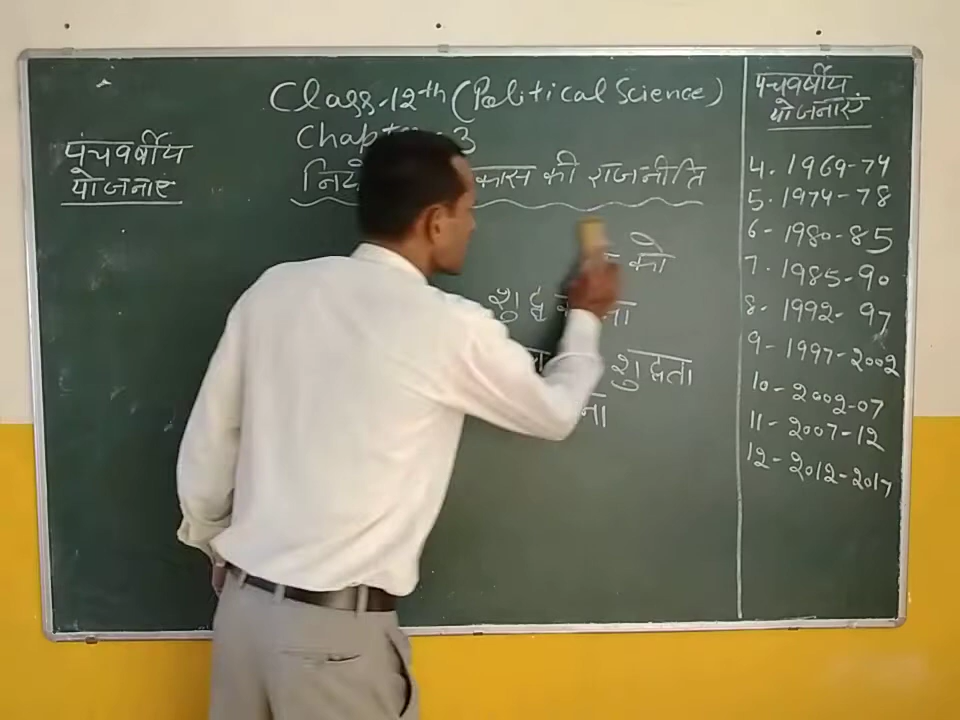 Class-12th (Political Science)
Chapter 3
की राजनीति
पंचवर्षीय
योजनाएं
को
शुद्ध
शुद्धता
पंचवर्षीय
योजनाएं
4. 1969-74
5. 1974-78
6- 1980-85
7. 1985-90
8- 1992-97
9- 1997-2002
10- 2002-07
11- 2007-12
12- 2012-2017